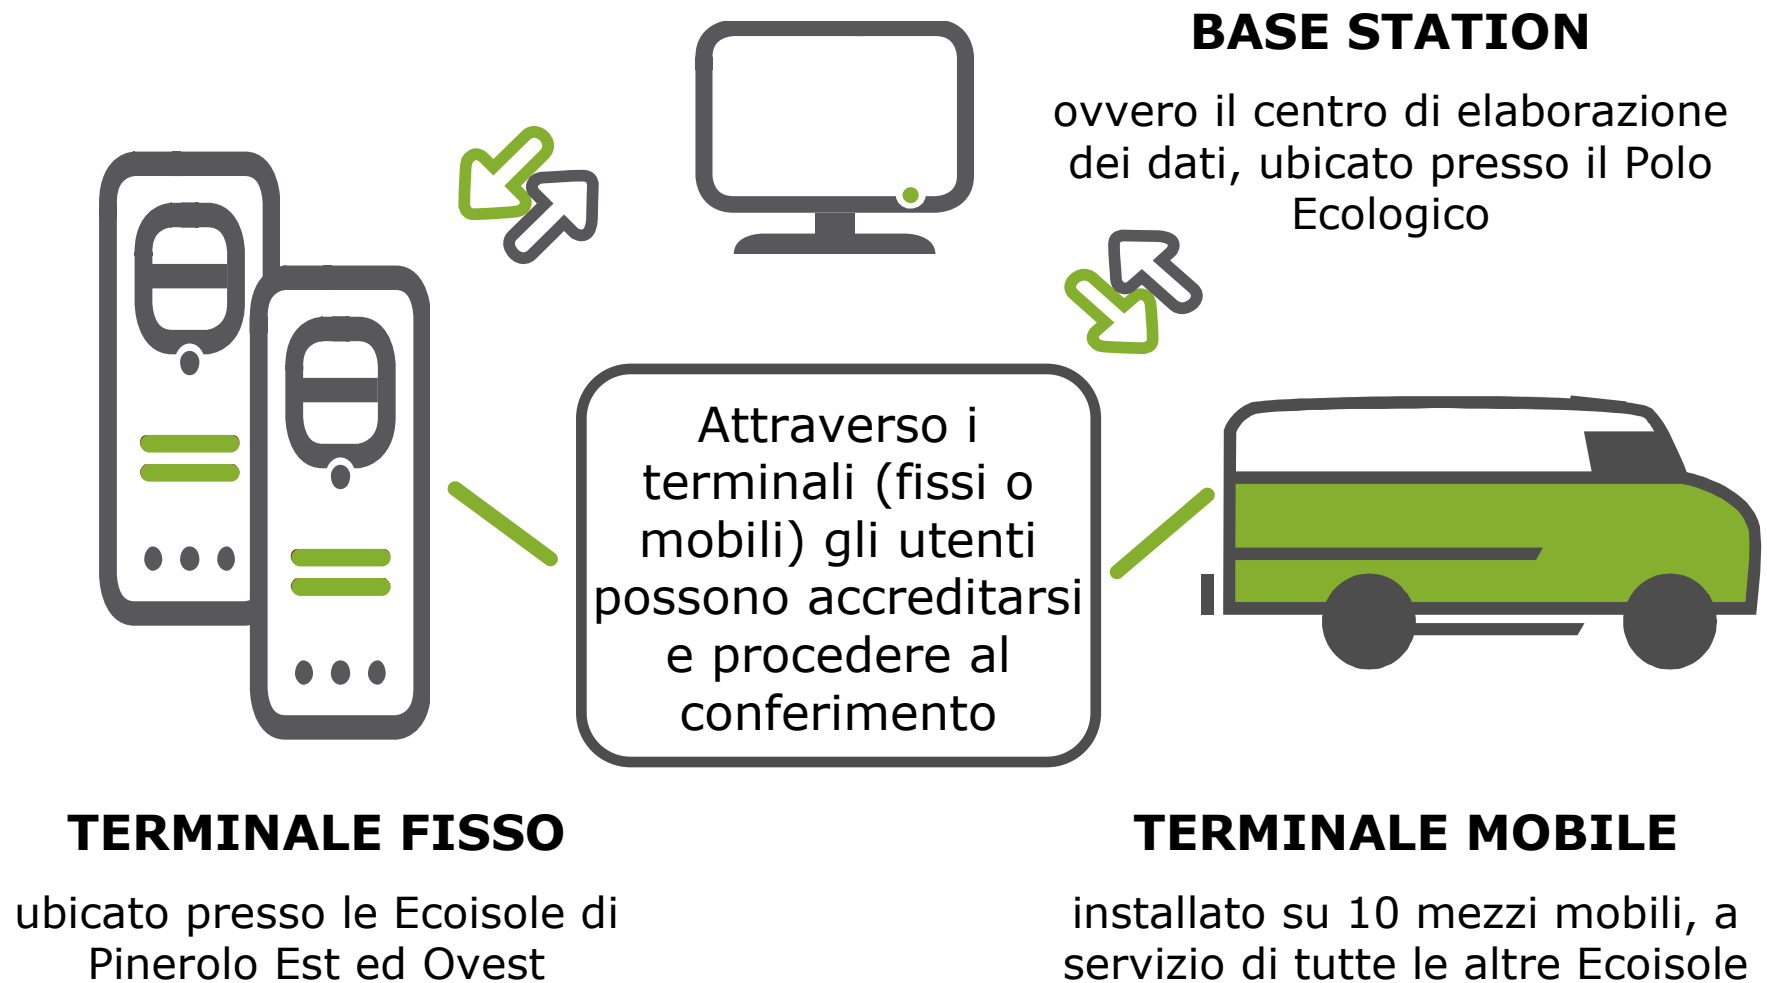 BASE STATION
ovvero il centro di elaborazione
dei dati, ubicato presso il Polo
Ecologico
Attraverso i
terminali (fissi o
mobili) gli utenti
possono accreditarsi
e procedere al
conferimento
TERMINALE FISSO
ubicato presso le Ecoisole di
Pinerolo Est ed Ovest
TERMINALE MOBILE
installato su 10 mezzi mobili, a
servizio di tutte le altre Ecoisole